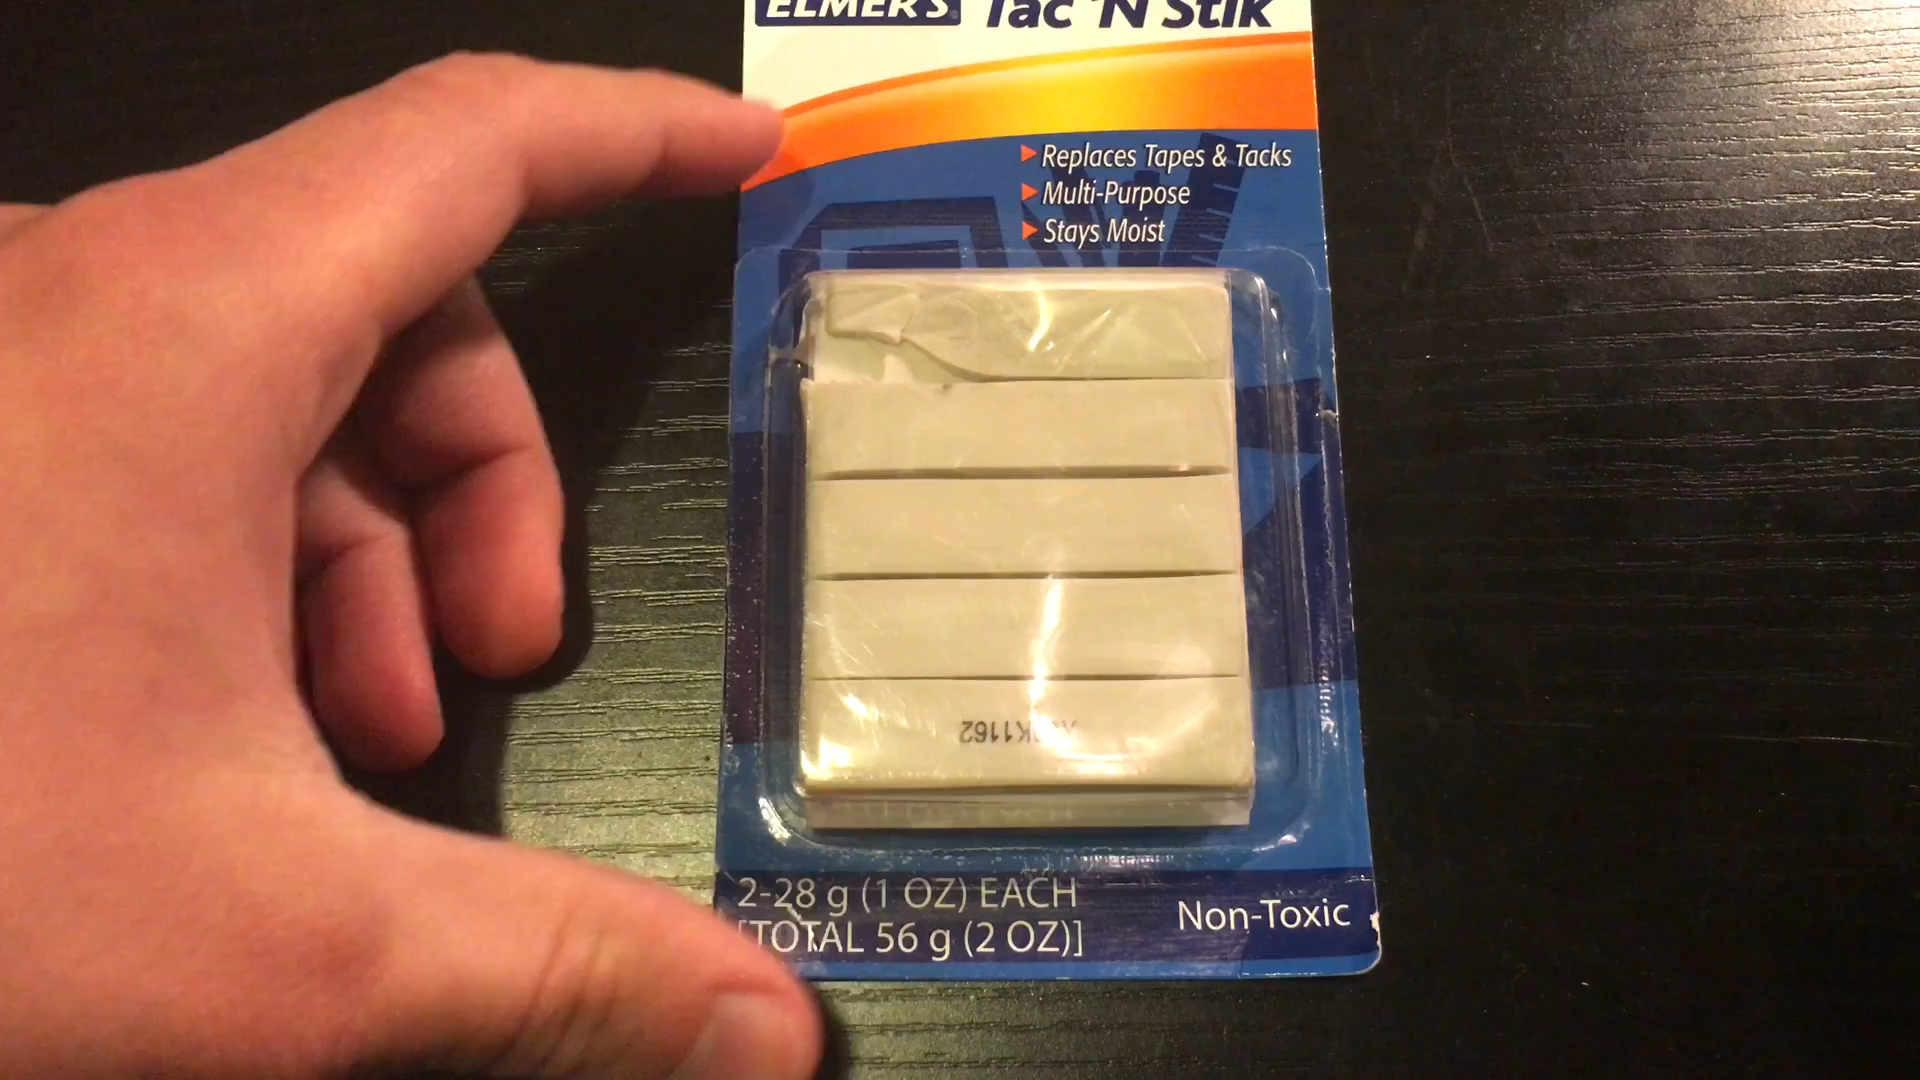 ELMER'S Tac 'N Stik
Replaces Tapes & Tacks
Multi-Purpose
Stays Moist
2-28 g (1 OZ) EACH
[TOTAL 56 g (2 OZ)]
Non-Toxic